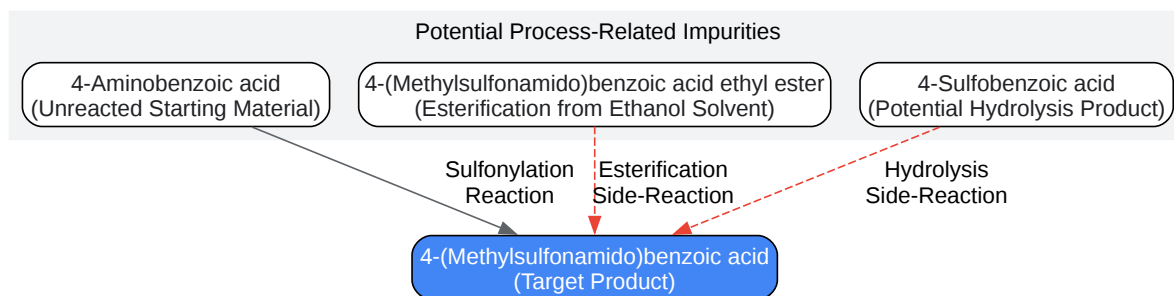 Potential Process-Related Impurities
4-Aminobenzoic acid
(Unreacted Starting Material)
4-(Methylsulfonamido)benzoic acid ethyl ester
(Esterification from Ethanol Solvent)
4-Sulfobenzoic acid
(Potential Hydrolysis Product)
Sulfonylation
Reaction
Esterification
Side-Reaction
Hydrolysis
Side-Reaction
4-(Methylsulfonamido)benzoic acid
(Target Product)